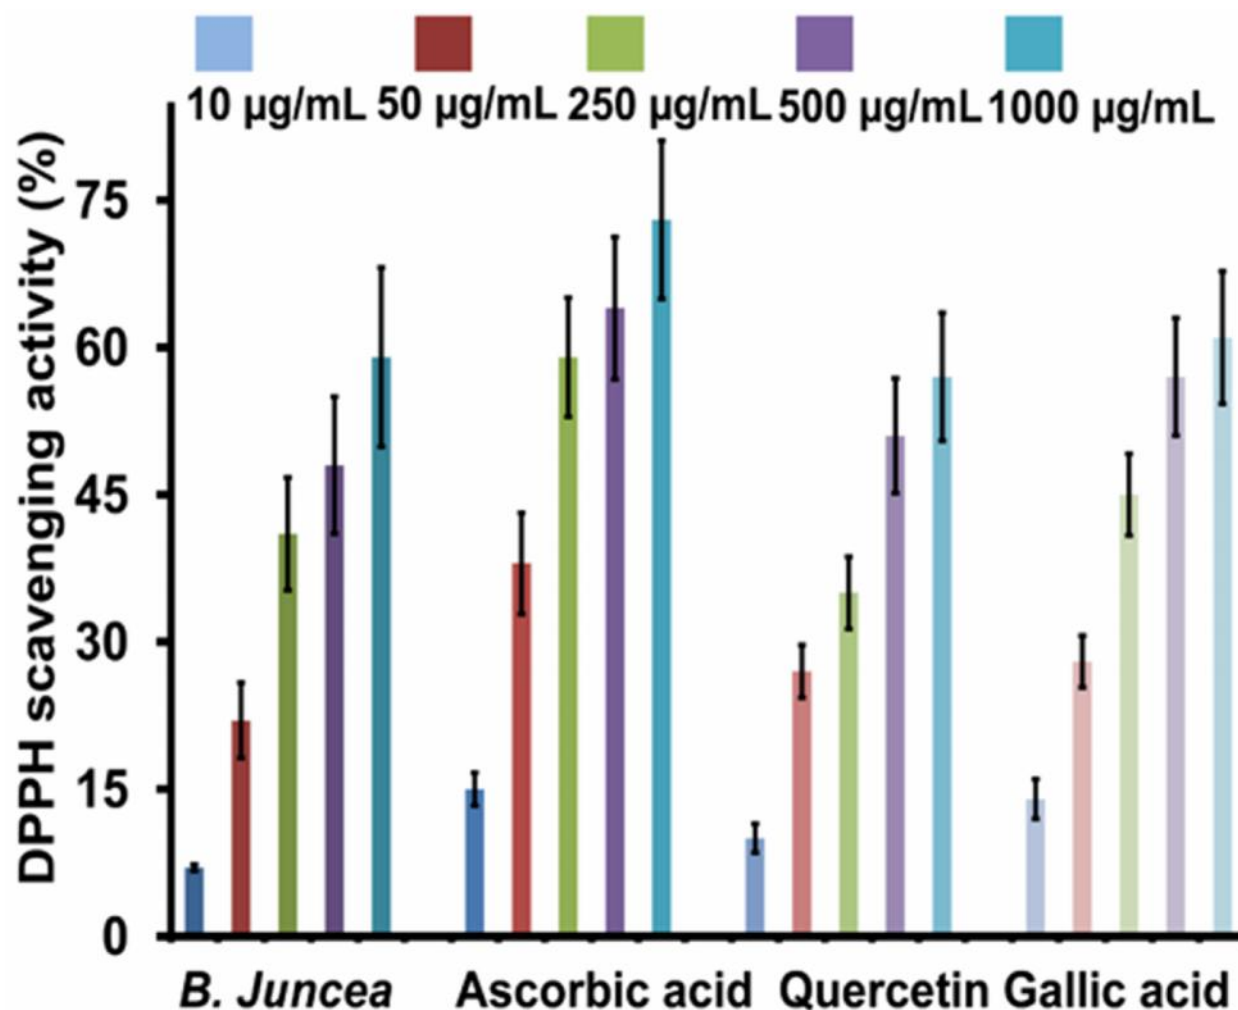 10 µg/mL 50 µg/mL 250 µg/mL 500 µg/mL 1000 µg/mL
DPPH scavenging activity (%)
75
60
45
30
15
0
B. Juncea Ascorbic acid Quercetin Gallic acid